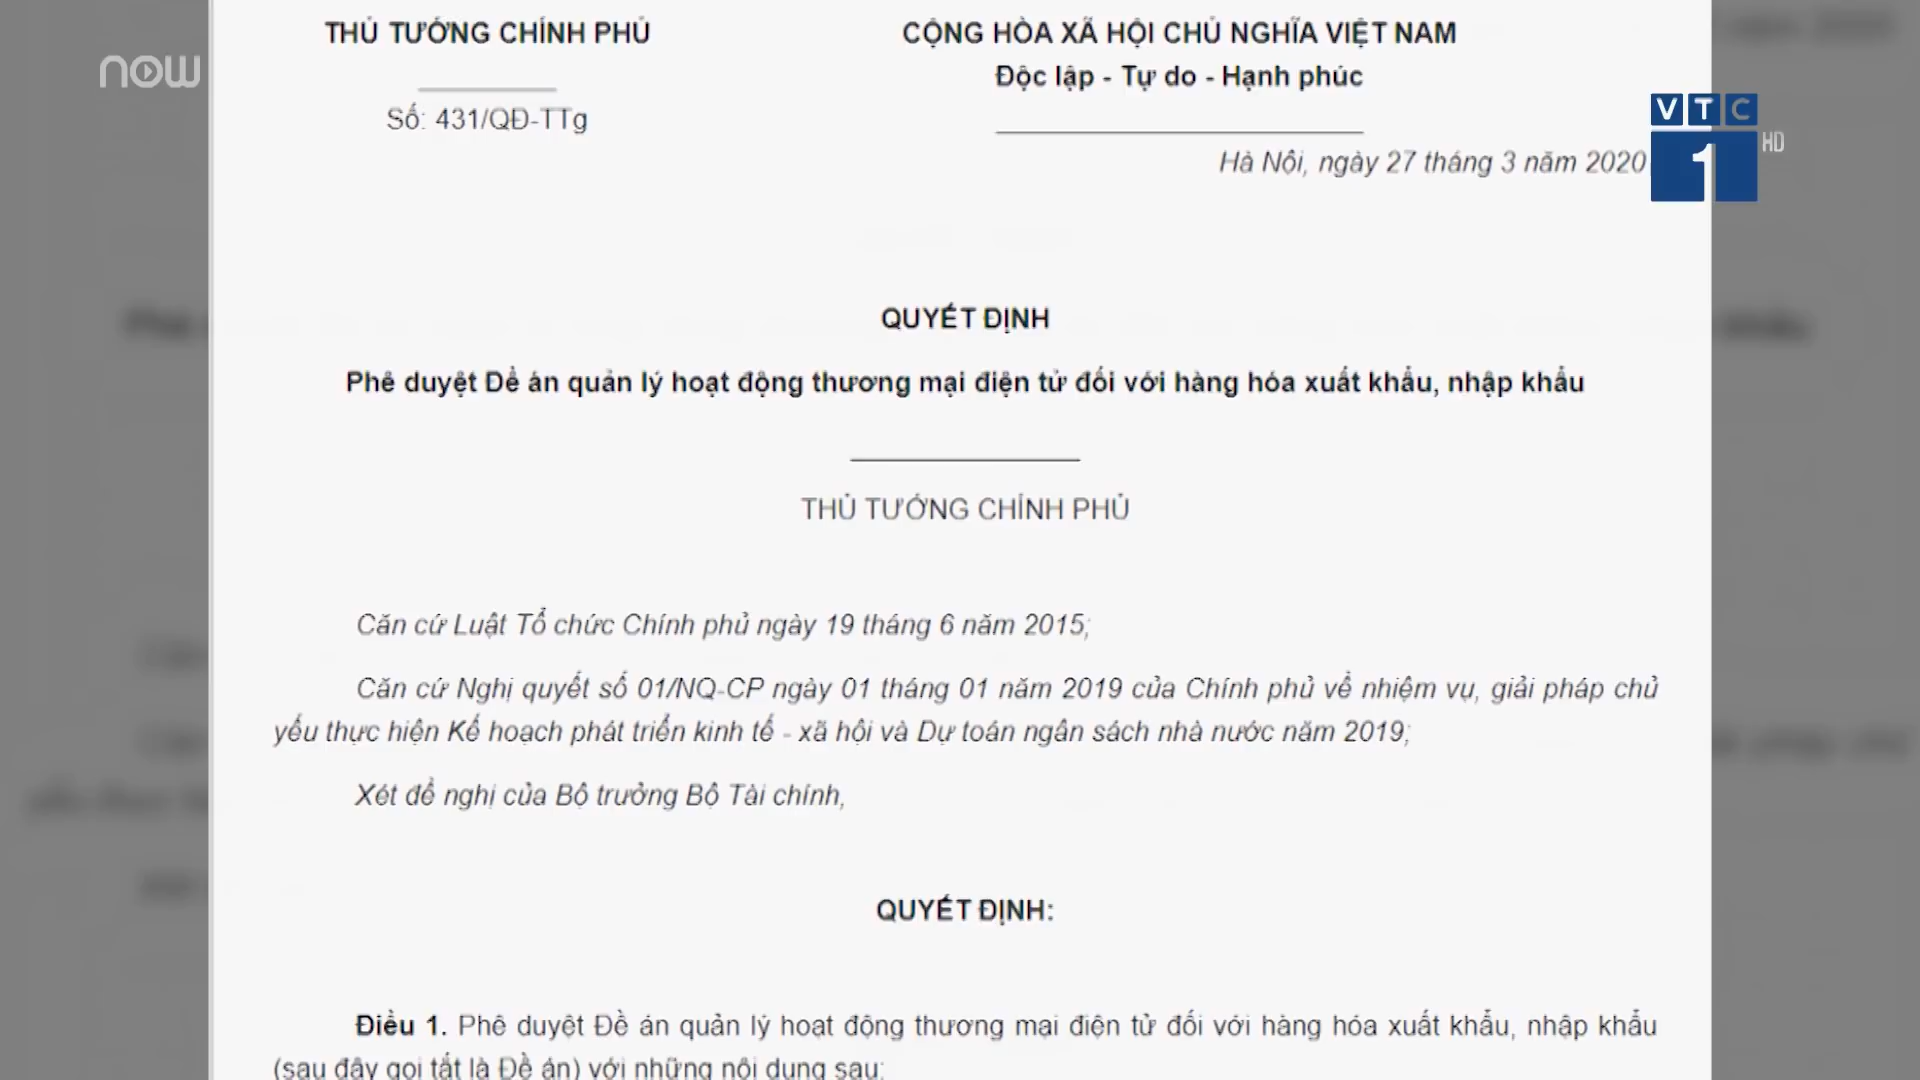 THỦ TƯỚNG CHÍNH PHỦ
CỘNG HÒA XÃ HỘI CHỦ NGHĨA VIỆT NAM
Độc lập - Tự do - Hạnh phúc
now
Số: 431/QĐ-TTg
VTC
1
HD
Hà Nội, ngày 27 tháng 3 năm 2020
QUYẾT ĐỊNH
Phê duyệt Đề án quản lý hoạt động thương mại điện tử đối với hàng hóa xuất khẩu, nhập khẩu
THỦ TƯỚNG CHÍNH PHỦ
Căn cứ Luật Tổ chức Chính phủ ngày 19 tháng 6 năm 2015;
Căn cứ Nghị quyết số 01/NQ-CP ngày 01 tháng 01 năm 2019 của Chính phủ về nhiệm vụ, giải pháp chủ
yếu thực hiện Kế hoạch phát triển kinh tế - xã hội và Dự toán ngân sách nhà nước năm 2019;
Xét đề nghị của Bộ trưởng Bộ Tài chính,
QUYẾT ĐỊNH:
Điều 1. Phê duyệt Đề án quản lý hoạt động thương mại điện tử đối với hàng hóa xuất khẩu, nhập khẩu
(sau đây gọi tắt là Đề án) với những nội dung sau: